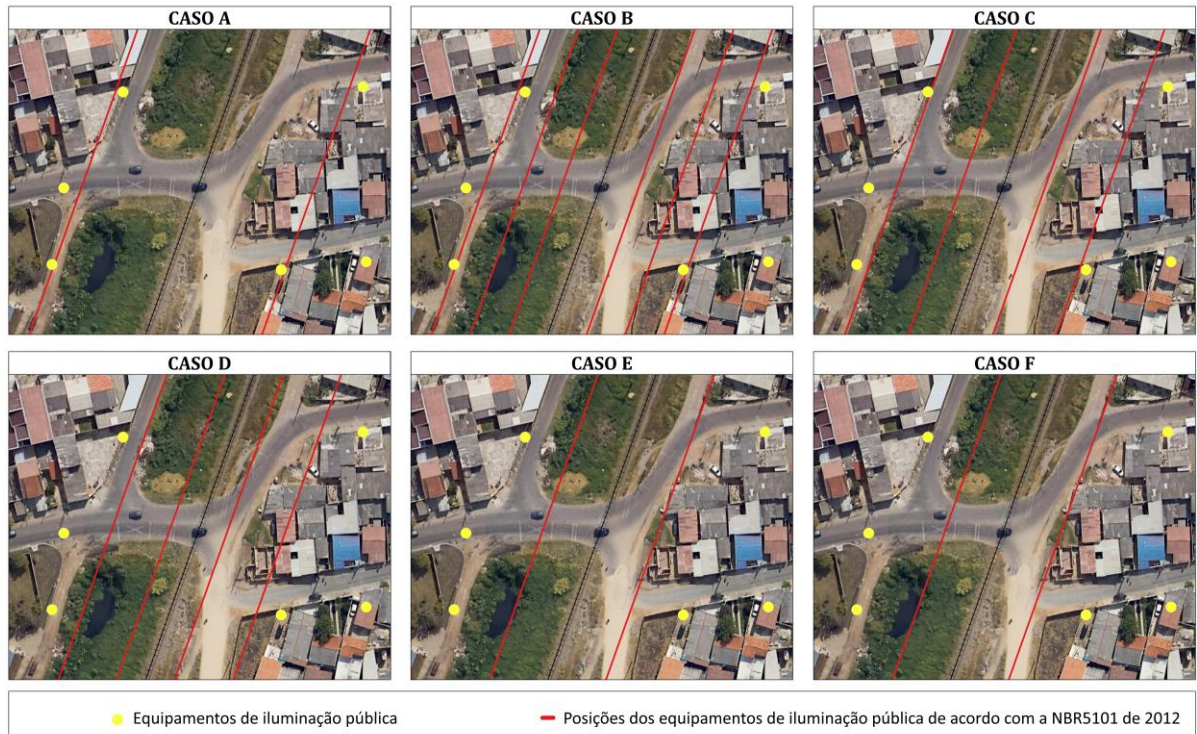 CASO A
CASO B
CASO C
CASO D
CASO E
CASO F
Equipamentos de iluminação pública
Posições dos equipamentos de iluminação pública de acordo com a NBR5101 de 2012